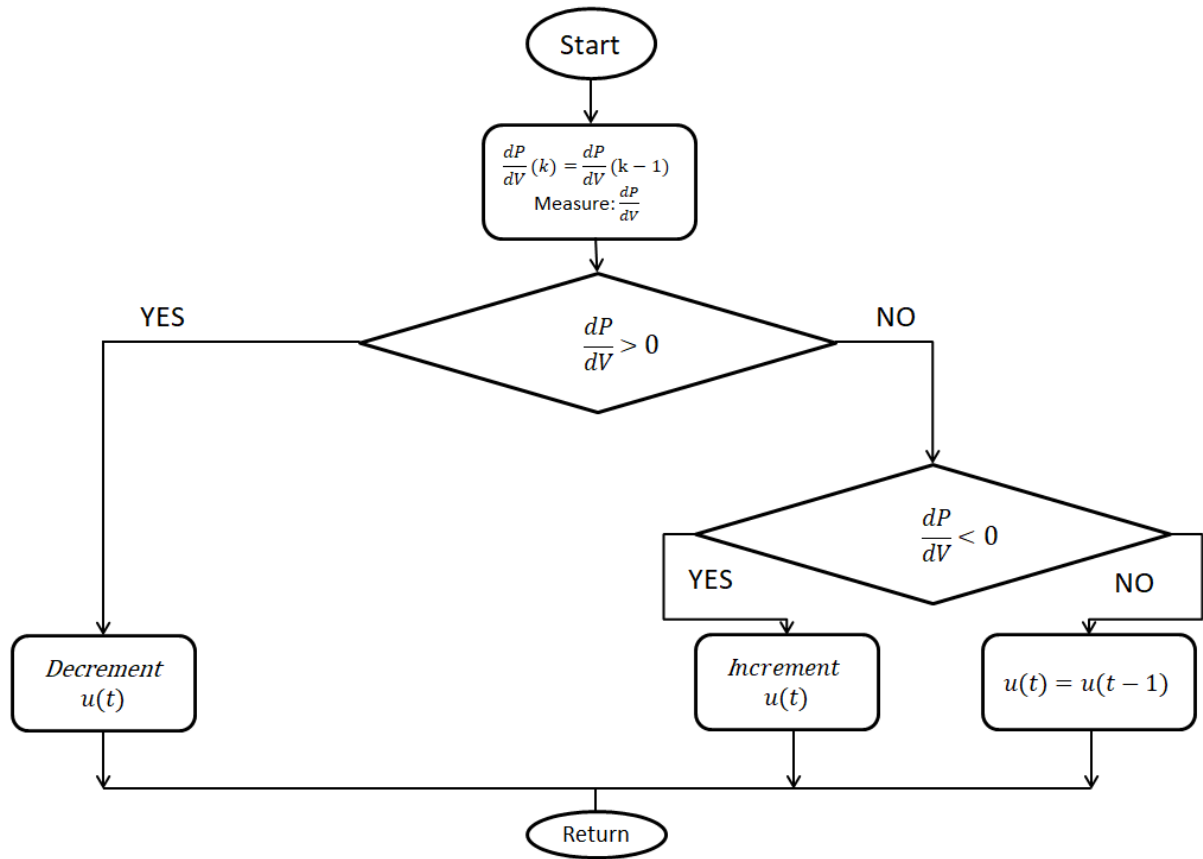 Start
dP/dV (k) = dP/dV (k − 1)
Measure: dP/dV
YES
dP/dV > 0
NO
dP/dV < 0
YES
NO
Decrement
u(t)
Increment
u(t)
u(t) = u(t − 1)
Return